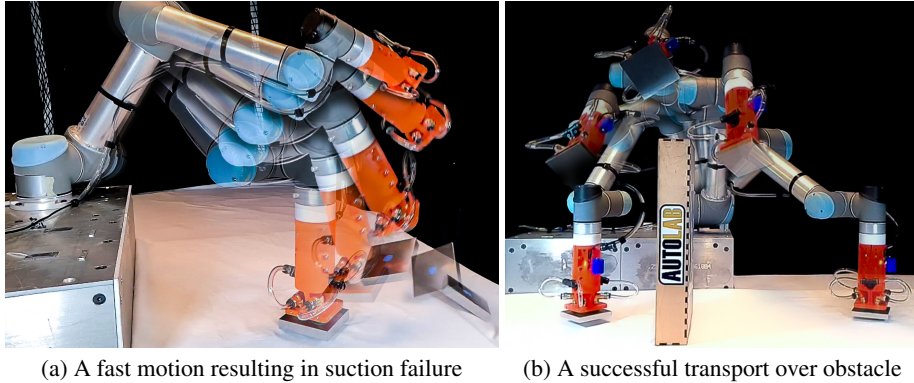 AUTOLAB
(a) A fast motion resulting in suction failure
(b) A successful transport over obstacle